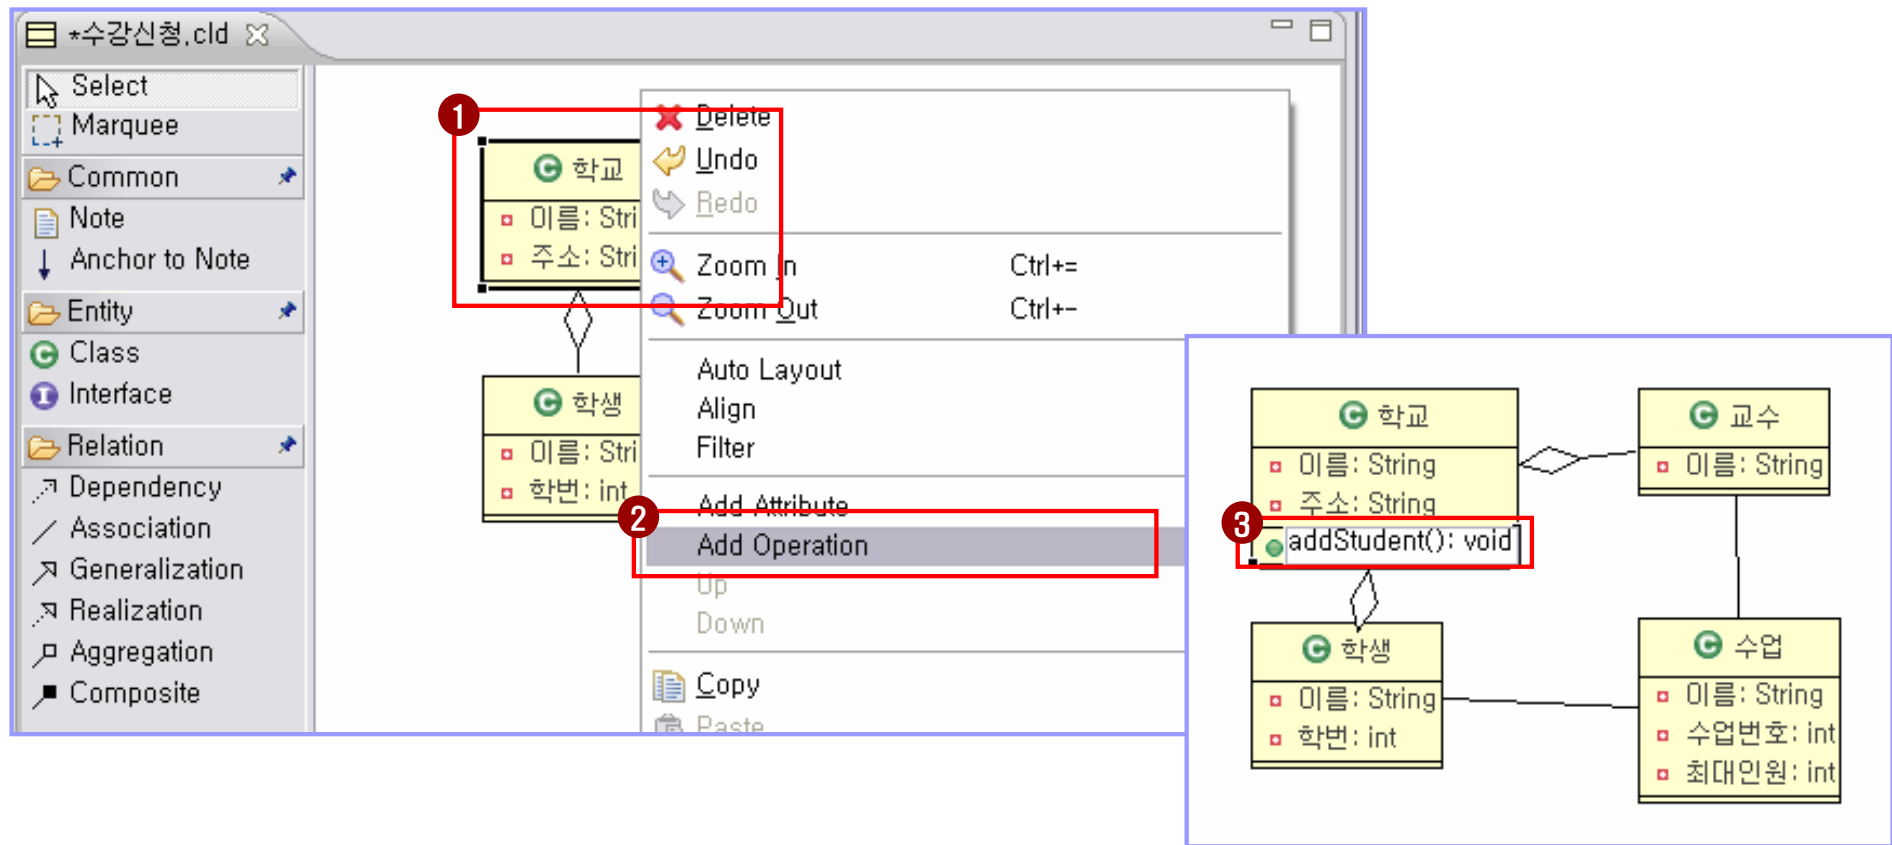 *수강신청.cld
Select
Marquee
Common
Note
Anchor to Note
Entity
Class
Interface
Relation
Dependency
Association
Generalization
Realization
Aggregation
Composite
1
C 학교
이름: Stri
주소: Stri
C 학생
이름: Stri
학번: int
Delete
Undo
Redo
Zoom In Ctrl+=
Zoom Out Ctrl+-
Auto Layout
Align
Filter
Add Attribute
2
Add Operation
Up
Down
Copy
Paste
C 학교
이름: String
주소: String
3
addStudent(): void
C 교수
이름: String
C 학생
이름: String
학번: int
C 수업
이름: String
수업번호: int
최대인원: int